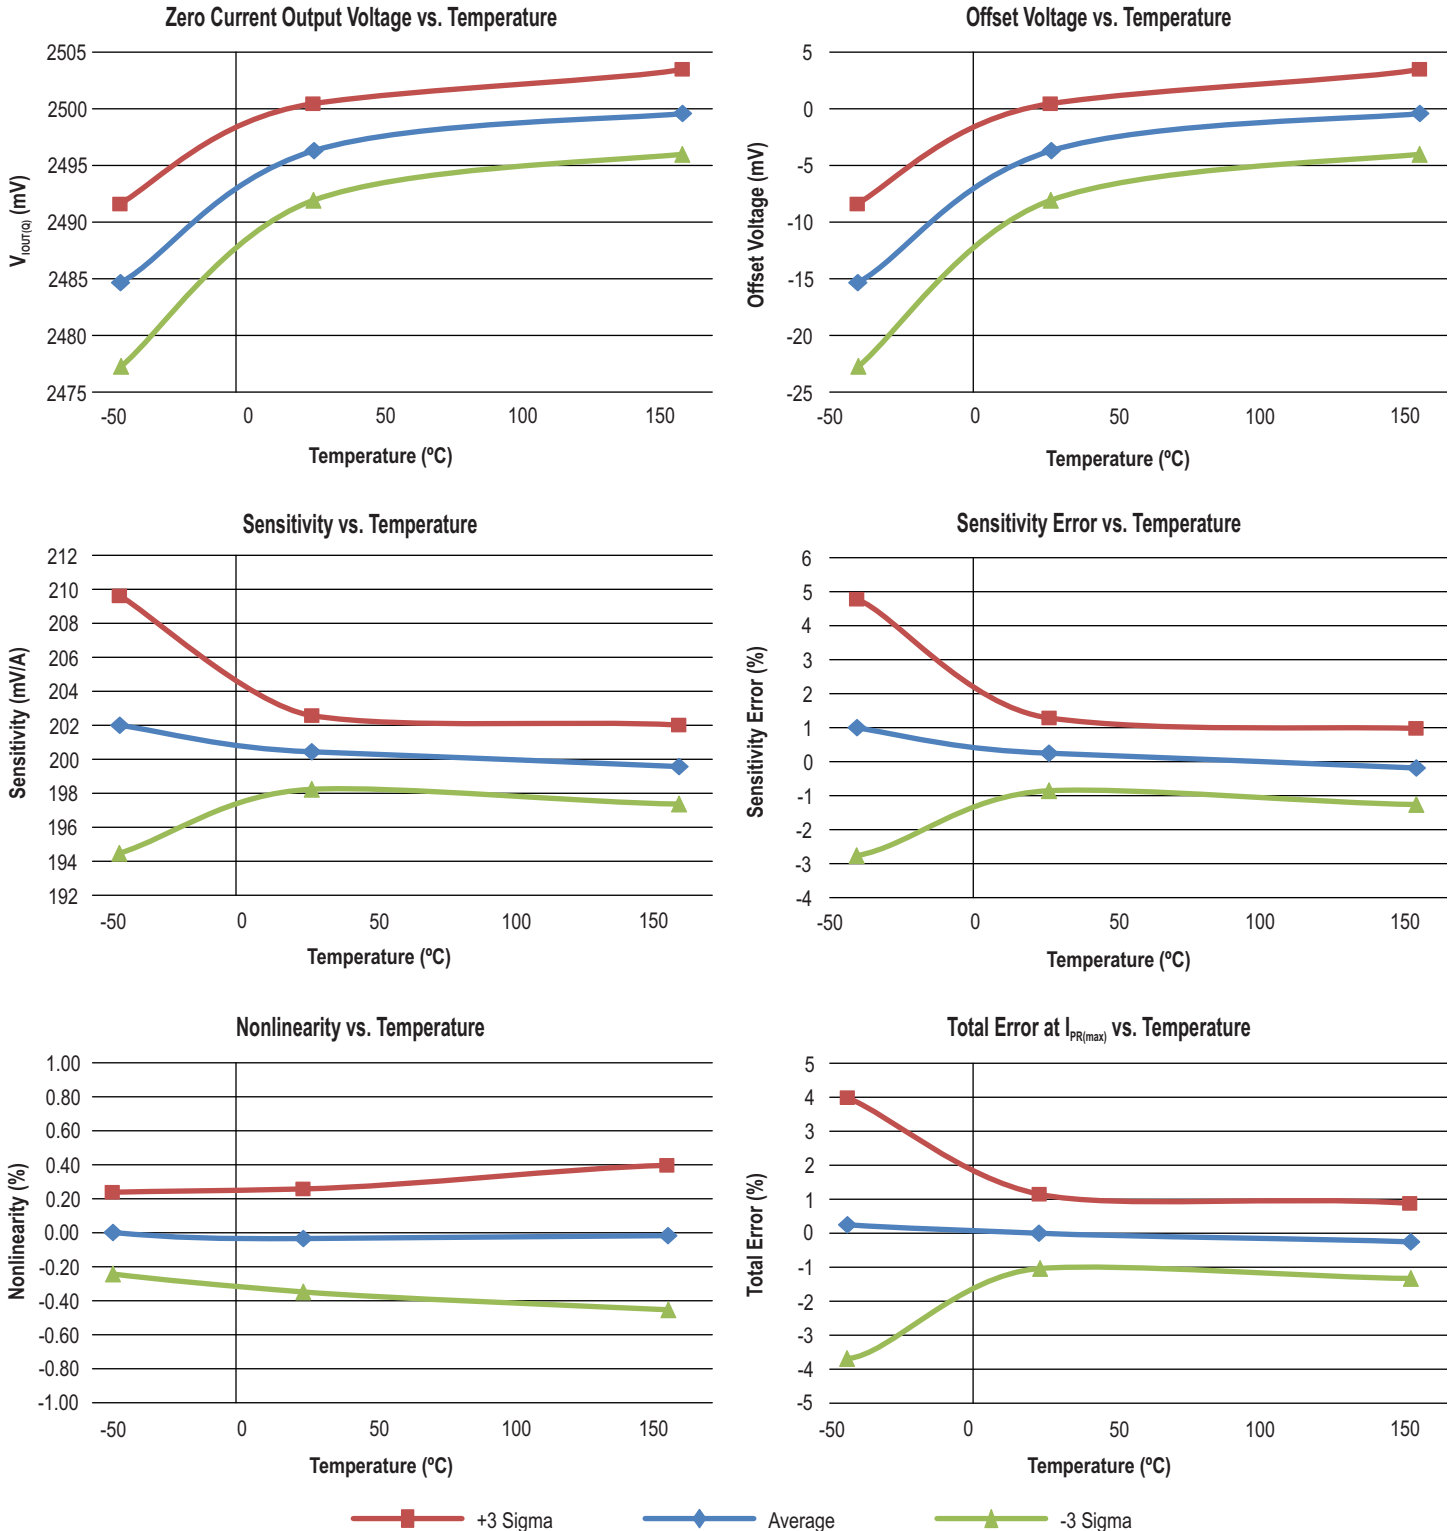 Zero Current Output Voltage vs. Temperature
2505
2500
2495
2490
2485
2480
2475
V_IOUT(Q) (mV)
-50 0 50 100 150
Temperature (ºC)
Offset Voltage vs. Temperature
5
0
-5
-10
-15
-20
-25
Offset Voltage (mV)
-50 0 50 100 150
Temperature (ºC)
Sensitivity vs. Temperature
212
210
208
206
204
202
200
198
196
194
192
Sensitivity (mV/A)
-50 0 50 100 150
Temperature (ºC)
Sensitivity Error vs. Temperature
6
5
4
3
2
1
0
-1
-2
-3
-4
Sensitivity Error (%)
-50 0 50 100 150
Temperature (ºC)
Nonlinearity vs. Temperature
1.00
0.80
0.60
0.40
0.20
0.00
-0.20
-0.40
-0.60
-0.80
-1.00
Nonlinearity (%)
-50 0 50 100 150
Temperature (ºC)
Total Error at I_PR(max) vs. Temperature
5
4
3
2
1
0
-1
-2
-3
-4
-5
Total Error (%)
-50 0 50 100 150
Temperature (ºC)
+3 Sigma Average -3 Sigma